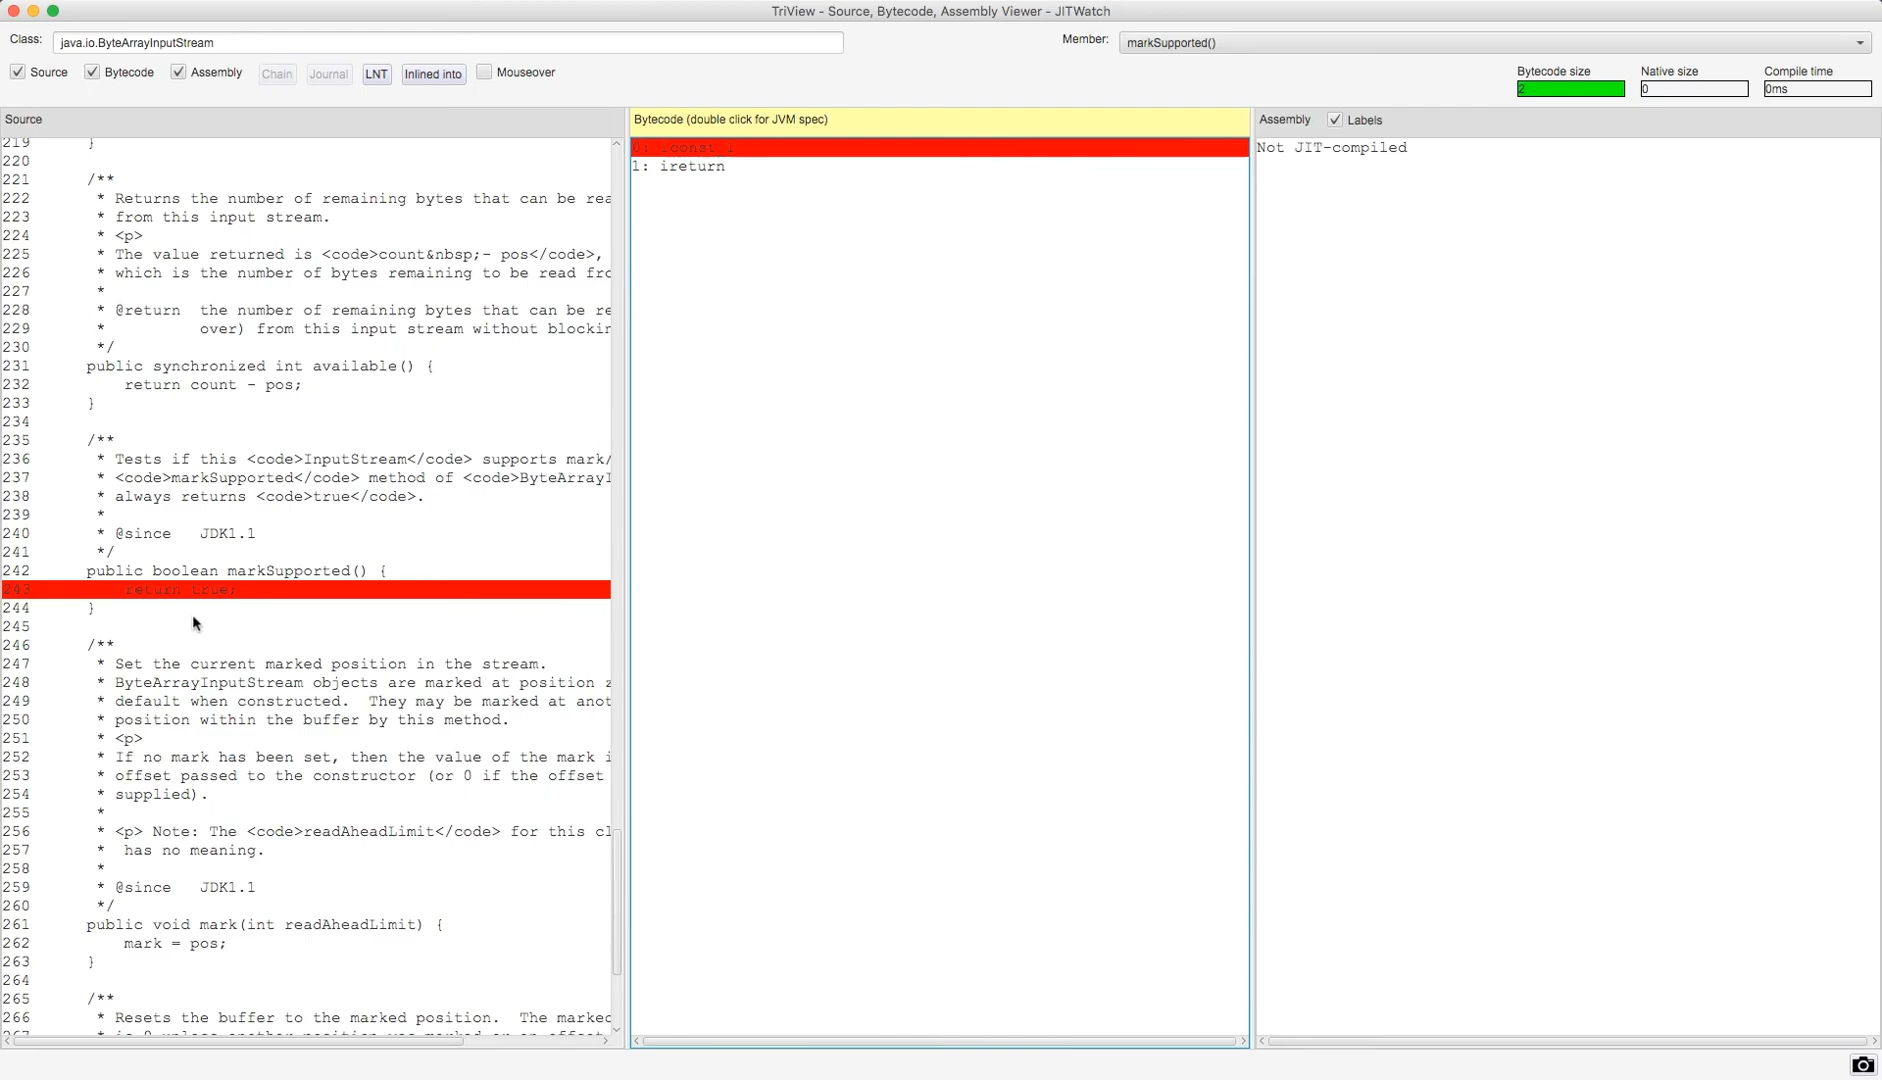 TriView - Source, Bytecode, Assembly Viewer - JITWatch
Class: java.io.ByteArrayInputStream
Member: markSupported()
Source Bytecode Assembly Chain Journal LNT Inlined into Mouseover
Bytecode size Native size Compile time
2 0 0ms
Source
219 }
220
221 /**
222 * Returns the number of remaining bytes that can be rea
223 * from this input stream.
224 * <p>
225 * The value returned is <code>count&nbsp;- pos</code>,
226 * which is the number of bytes remaining to be read fro
227 *
228 * @return  the number of remaining bytes that can be re
229 *          over) from this input stream without blockin
230 */
231 public synchronized int available() {
232 return count - pos;
233 }
234
235 /**
236 * Tests if this <code>InputStream</code> supports mark/
237 * <code>markSupported</code> method of <code>ByteArrayI
238 * always returns <code>true</code>.
239 *
240 * @since   JDK1.1
241 */
242 public boolean markSupported() {
243 return true;
244 }
245
246 /**
247 * Set the current marked position in the stream.
248 * ByteArrayInputStream objects are marked at position z
249 * default when constructed.  They may be marked at anot
250 * position within the buffer by this method.
251 * <p>
252 * If no mark has been set, then the value of the mark i
253 * offset passed to the constructor (or 0 if the offset
254 * supplied).
255 *
256 * <p> Note: The <code>readAheadLimit</code> for this cl
257 *  has no meaning.
258 *
259 * @since   JDK1.1
260 */
261 public void mark(int readAheadLimit) {
262 mark = pos;
263 }
264
265 /**
266 * Resets the buffer to the marked position.  The marked
Bytecode (double click for JVM spec)
0: iconst_1
1: ireturn
Assembly Labels
Not JIT-compiled